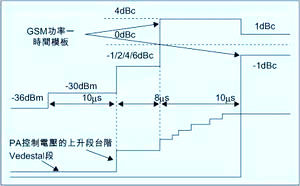 4dBc
GSM功率一
時間模板
0dBc
1dBc
-1/2/4/6dBc
-1dBc
-30dBm
-36dBm
10μs
8μs
10μs
PA控制電壓的上升段台階
Vedestal段